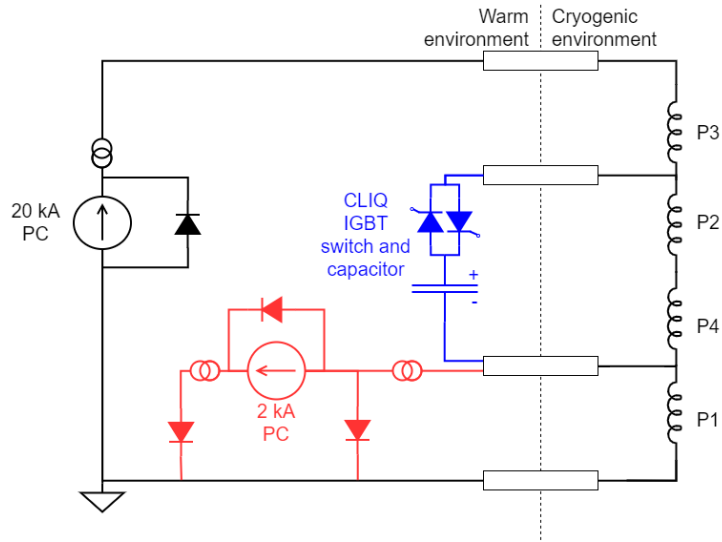 Warm
environment
Cryogenic
environment
P3
20 kA
PC
CLIQ
IGBT
switch and
capacitor
+
-
P2
P4
2 kA
PC
P1